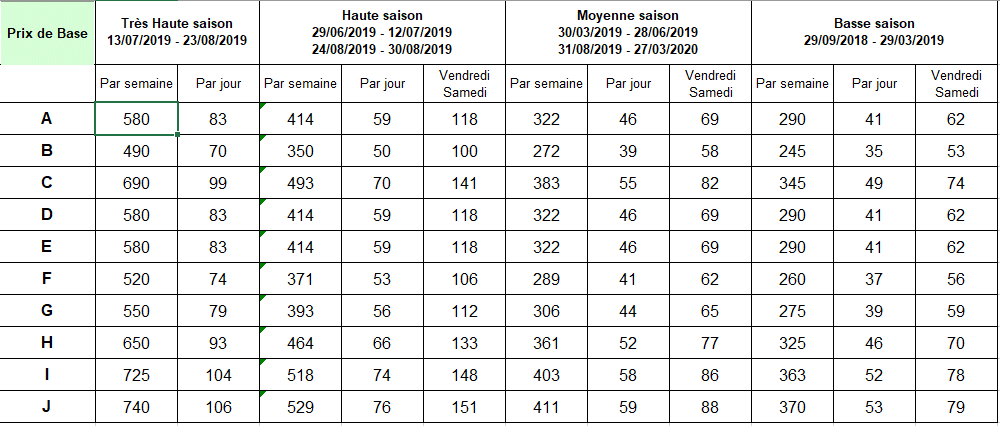 Prix de Base
Très Haute saison
13/07/2019 - 23/08/2019
Haute saison
29/06/2019 - 12/07/2019
24/08/2019 - 30/08/2019
Moyenne saison
30/03/2019 - 28/06/2019
31/08/2019 - 27/03/2020
Basse saison
29/09/2018 - 29/03/2019
Par semaine Par jour Par semaine Par jour Vendredi Samedi Par semaine Par jour Vendredi Samedi Par semaine Par jour Vendredi Samedi
A 580 83 414 59 118 322 46 69 290 41 62
B 490 70 350 50 100 272 39 58 245 35 53
C 690 99 493 70 141 383 55 82 345 49 74
D 580 83 414 59 118 322 46 69 290 41 62
E 580 83 414 59 118 322 46 69 290 41 62
F 520 74 371 53 106 289 41 62 260 37 56
G 550 79 393 56 112 306 44 65 275 39 59
H 650 93 464 66 133 361 52 77 325 46 70
I 725 104 518 74 148 403 58 86 363 52 78
J 740 106 529 76 151 411 59 88 370 53 79